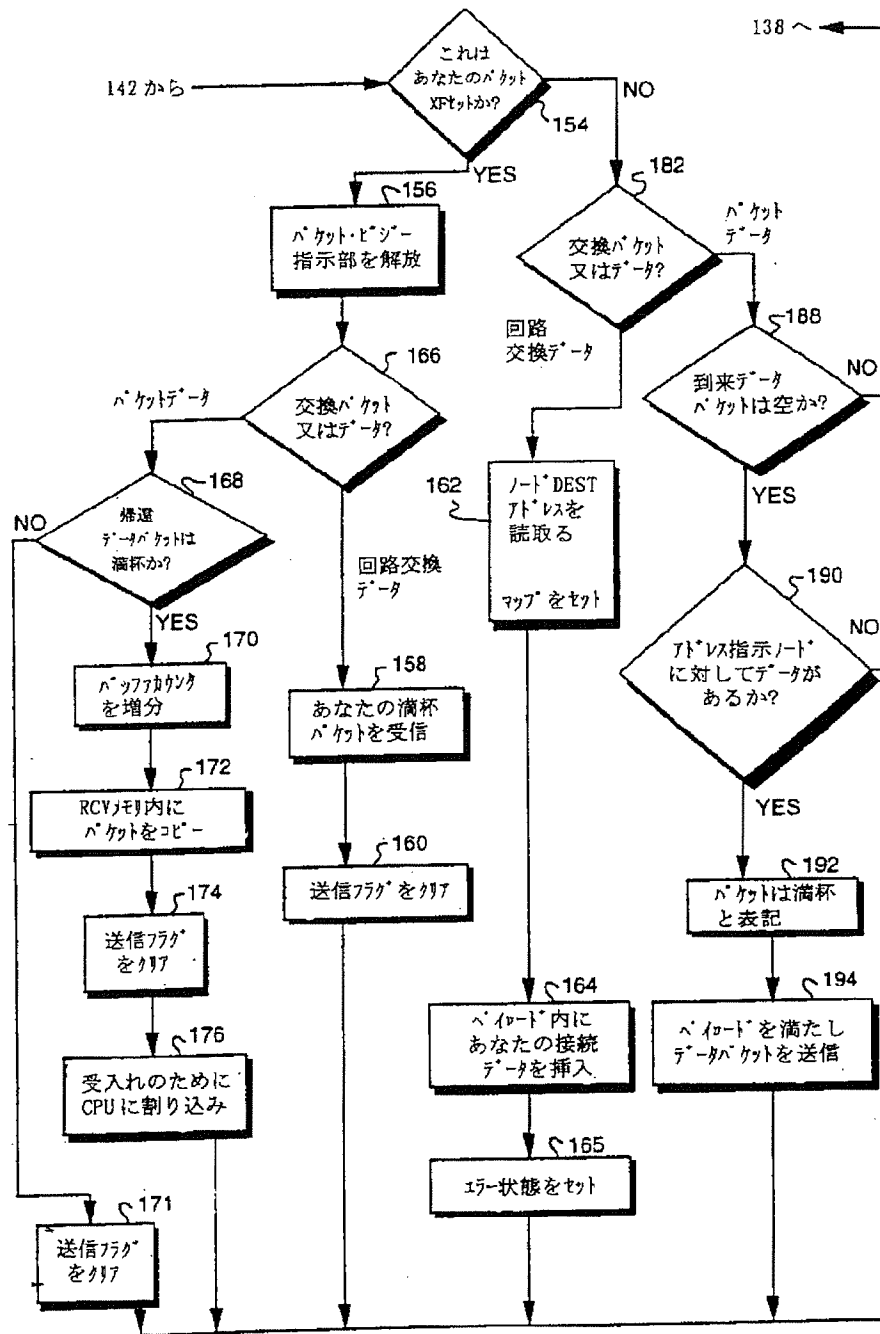 138 へ
142 から
これは
あなたのパケット
XFセットか?
154
NO
YES
156
パケット・ビジー
指示部を解放
182
交換パケット
又はデータ?
パケット
データ
回路
交換データ
166
交換パケット
又はデータ?
パケットデータ
回路交換
データ
188
到来データ
パケットは空か?
NO
YES
168
帰還
データパケットは
満杯か?
NO
YES
162
ノードDEST
アドレスを
読取る
マップをセット
190
アドレス指示ノード
に対してデータが
あるか?
NO
YES
170
バッファカウンタ
を増分
158
あなたの満杯
パケットを受信
172
RCVメモリ内に
パケットをコピー
160
送信フラグをクリア
192
パケットは満杯
と表記
174
送信フラグ
をクリア
164
ペイロード内に
あなたの接続
データを挿入
194
ペイロードを満たし
データパケットを送信
176
受入れのために
CPUに割り込み
165
エラー状態をセット
171
送信フラグ
をクリア